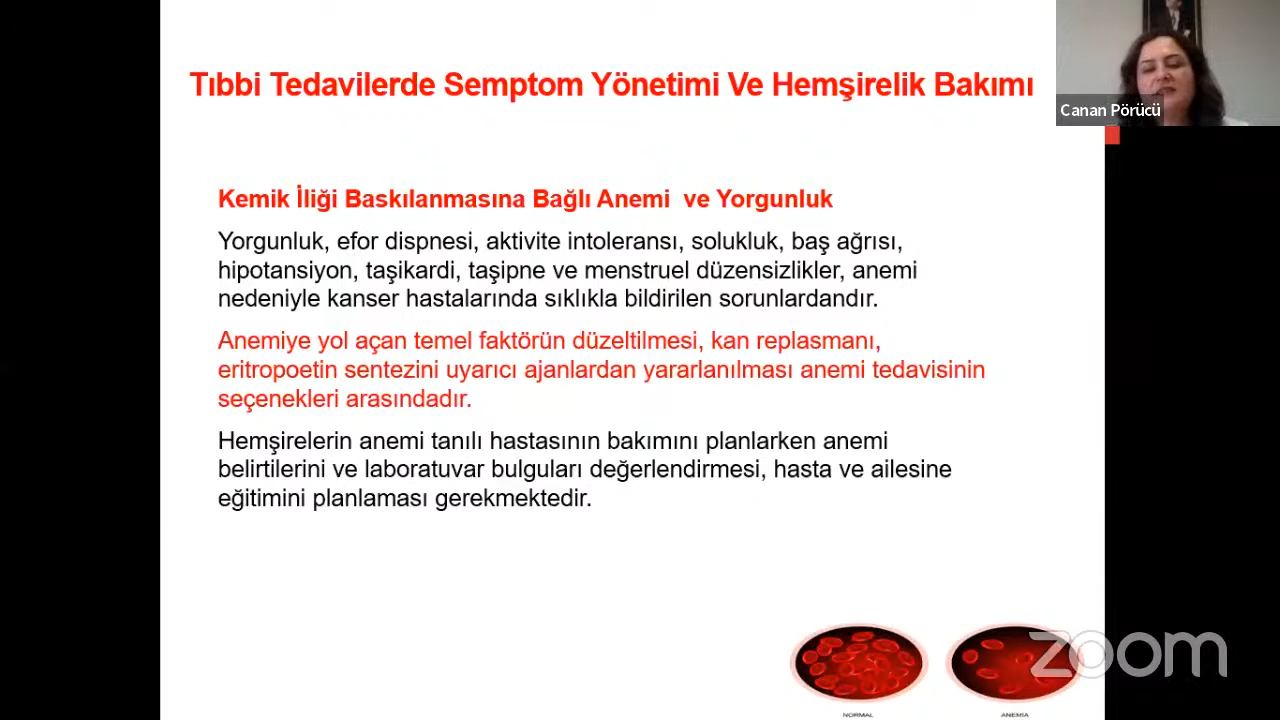 Tıbbi Tedavilerde Semptom Yönetimi Ve Hemşirelik Bakımı
Canan Pörücü
Kemik İliği Baskılanmasına Bağlı Anemi ve Yorgunluk
Yorgunluk, efor dispnesi, aktivite intoleransı, solukluk, baş ağrısı,
hipotansiyon, taşikardi, taşipne ve menstruel düzensizlikler, anemi
nedeniyle kanser hastalarında sıklıkla bildirilen sorunlardandır.
Anemiye yol açan temel faktörün düzeltilmesi, kan replasmanı,
eritropoetin sentezini uyarıcı ajanlardan yararlanılması anemi tedavisinin
seçenekleri arasındadır.
Hemşirelerin anemi tanılı hastasının bakımını planlarken anemi
belirtilerini ve laboratuvar bulguları değerlendirmesi, hasta ve ailesine
eğitimini planlaması gerekmektedir.
zoom
NORMAL
ANEMIA